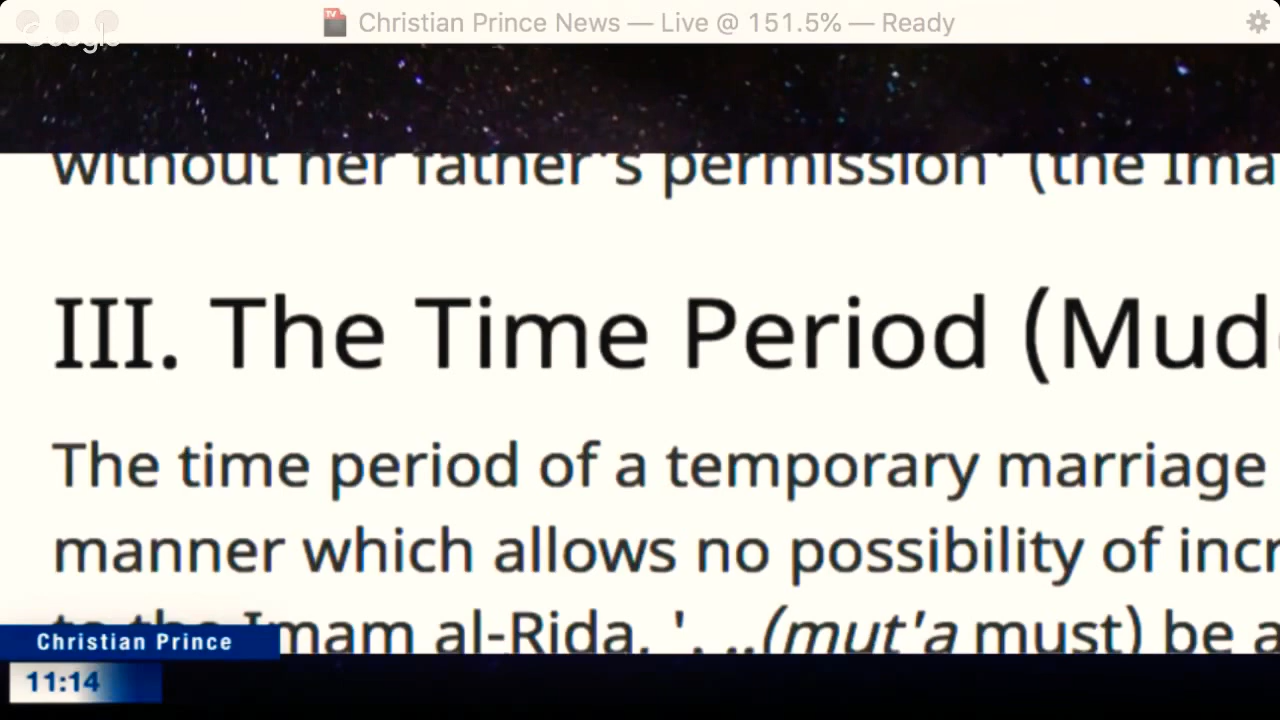 Christian Prince News — Live @ 151.5% — Ready
Google
without her father's permission' (the Ima
III. The Time Period (Mud
The time period of a temporary marriage
manner which allows no possibility of incr
to the Imam al-Rida, '. ..(mut'a must) be a
Christian Prince
11:14